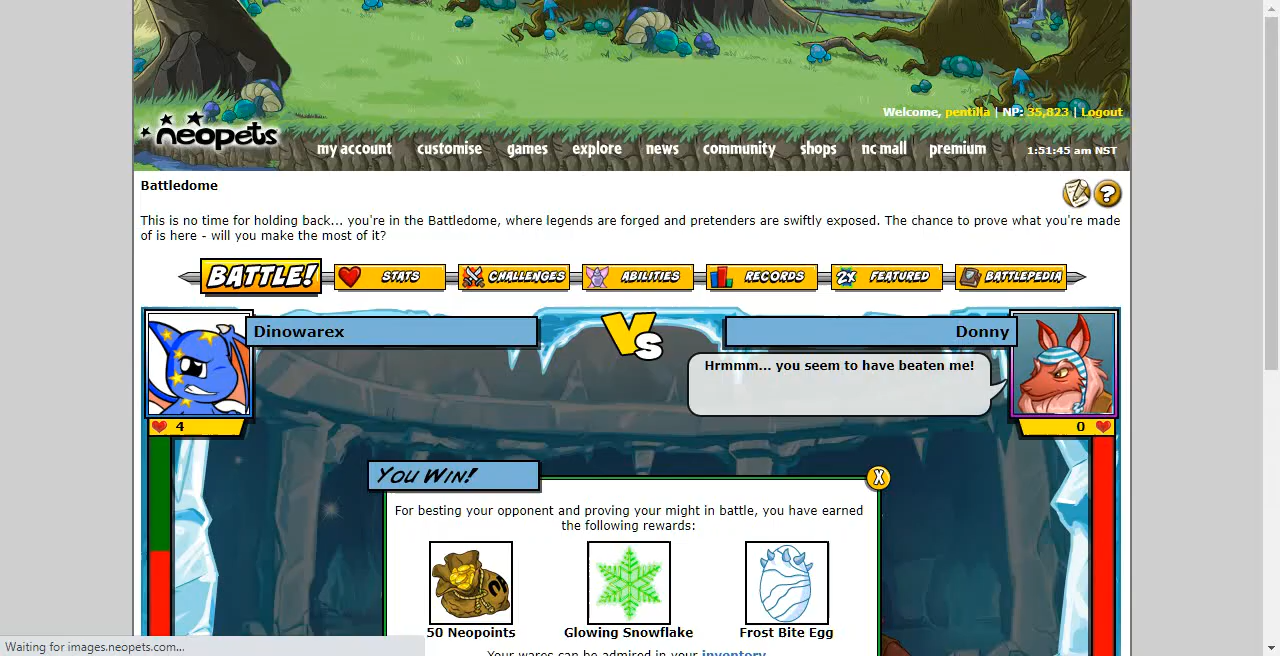 Welcome, pentilla | NP: 35,823 | Logout
neopets
my account customise games explore news community shops nc mall premium 1:51:45 am NST
Battledome
This is no time for holding back... you're in the Battledome, where legends are forged and pretenders are swiftly exposed. The chance to prove what you're made
of is here - will you make the most of it?
BATTLE! STATS CHALLENGES ABILITIES RECORDS 2X FEATURED BATTLEPEDIA
Dinowarex
Vs
Donny
Hrmmm... you seem to have beaten me!
4
0
YOU WIN!
X
For besting your opponent and proving your might in battle, you have earned
the following rewards:
50 Neopoints Glowing Snowflake Frost Bite Egg
Your wares can be admired in your inventory
Waiting for images.neopets.com...